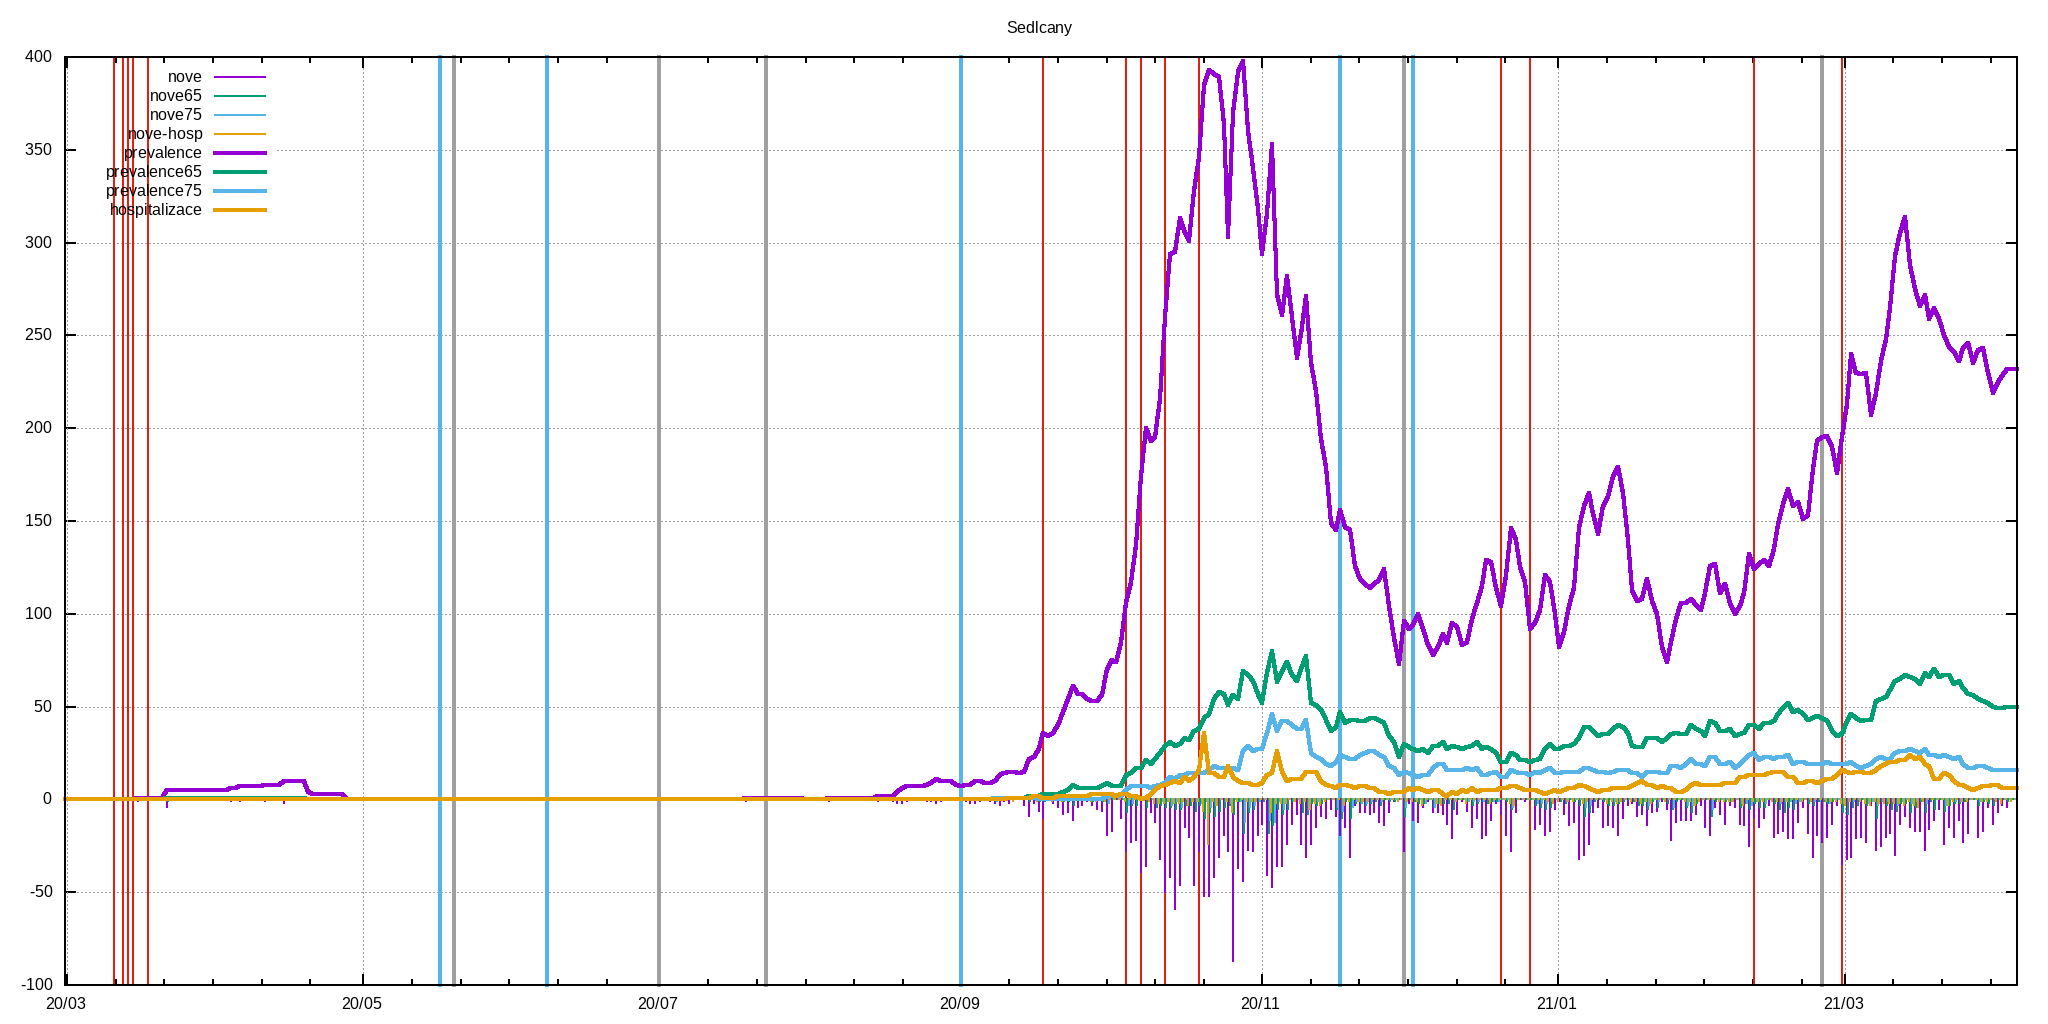 Sedlcany
400
350
300
250
200
150
100
50
0
-50
-100
nove
nove65
nove75
nove-hosp
prevalence
prevalence65
prevalence75
hospitalizace
20/03 20/05 20/07 20/09 20/11 21/01 21/03